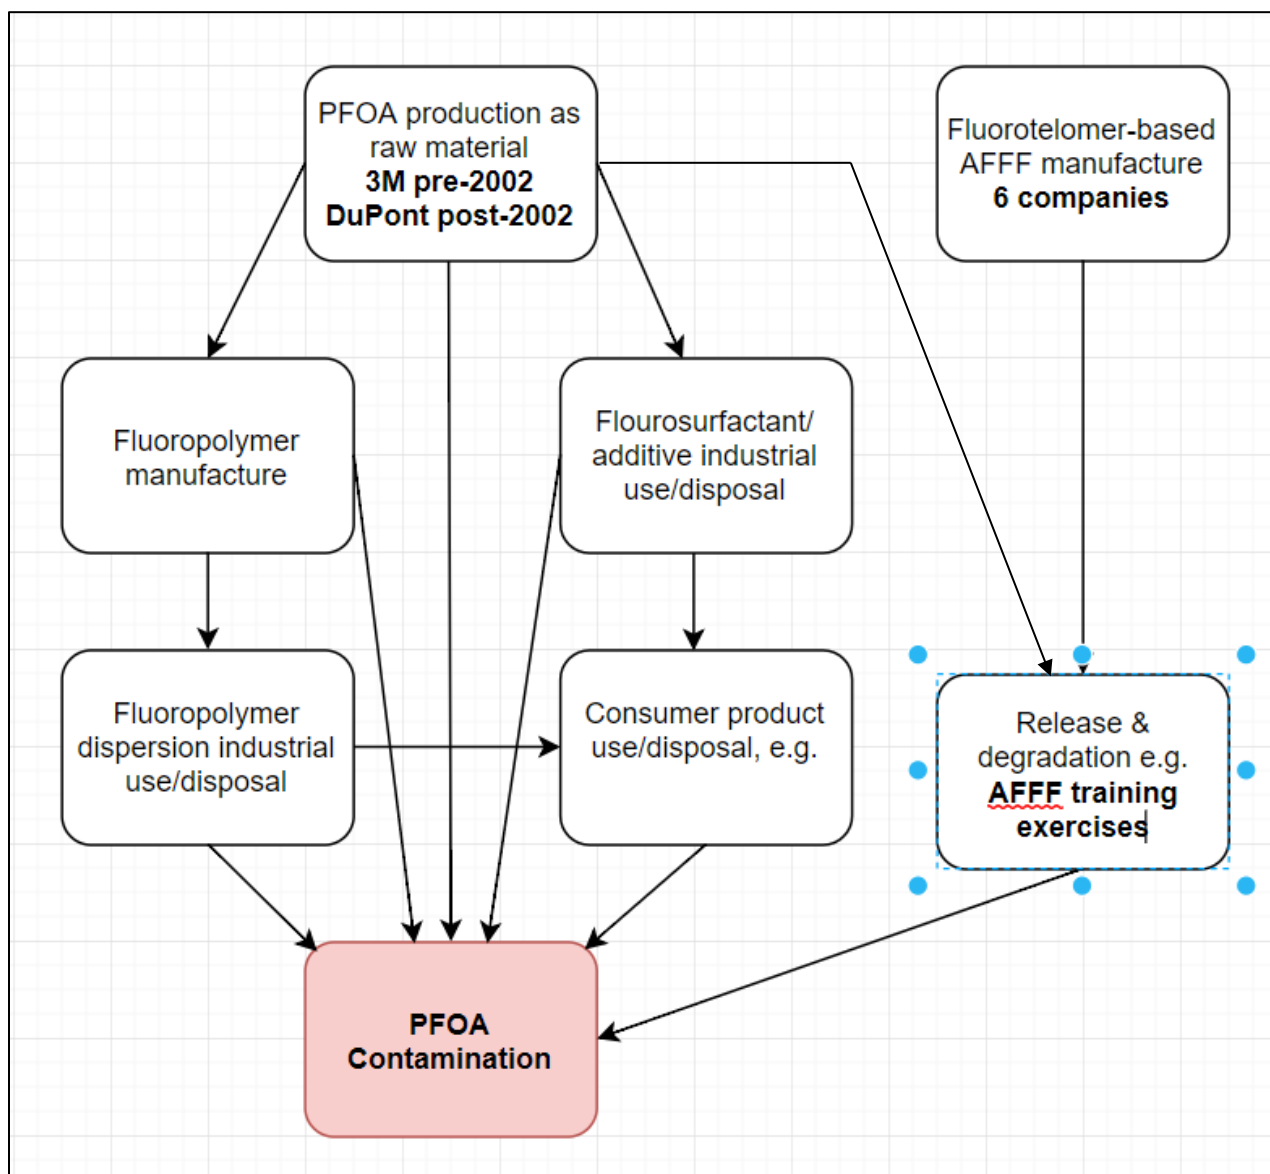 PFOA production as
raw material
3M pre-2002
DuPont post-2002
Fluorotelomer-based
AFFF manufacture
6 companies
Fluoropolymer
manufacture
Flourosurfactant/
additive industrial
use/disposal
Fluoropolymer
dispersion industrial
use/disposal
Consumer product
use/disposal, e.g.
Release &
degradation e.g.
AFFF training
exercises
PFOA
Contamination